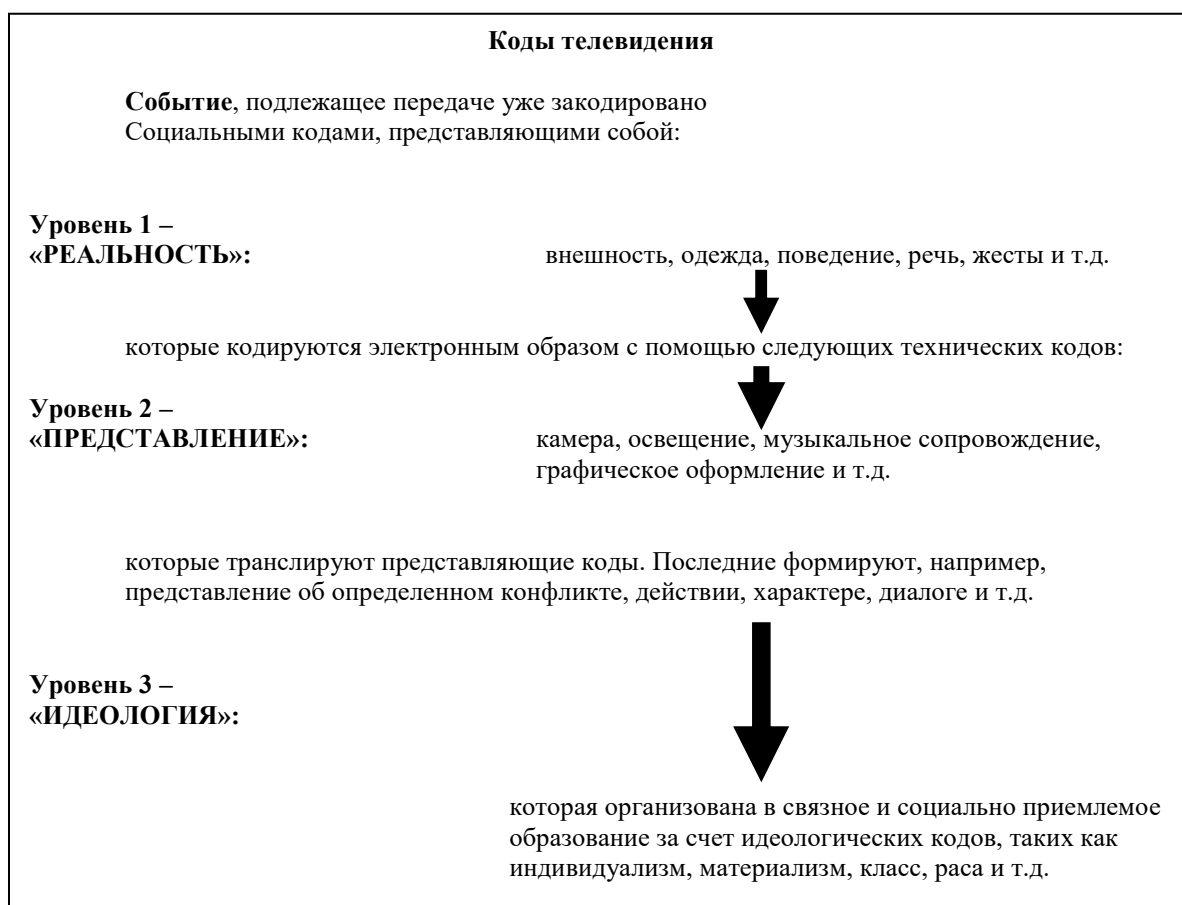 Коды телевидения
Событие, подлежащее передаче уже закодировано
Социальными кодами, представляющими собой:
Уровень 1 –
«РЕАЛЬНОСТЬ»: внешность, одежда, поведение, речь, жесты и т.д.
которые кодируются электронным образом с помощью следующих технических кодов:
Уровень 2 –
«ПРЕДСТАВЛЕНИЕ»: камера, освещение, музыкальное сопровождение,
графическое оформление и т.д.
которые транслируют представляющие коды. Последние формируют, например,
представление об определенном конфликте, действии, характере, диалоге и т.д.
Уровень 3 –
«ИДЕОЛОГИЯ»:
которая организована в связное и социально приемлемое
образование за счет идеологических кодов, таких как
индивидуализм, материализм, класс, раса и т.д.